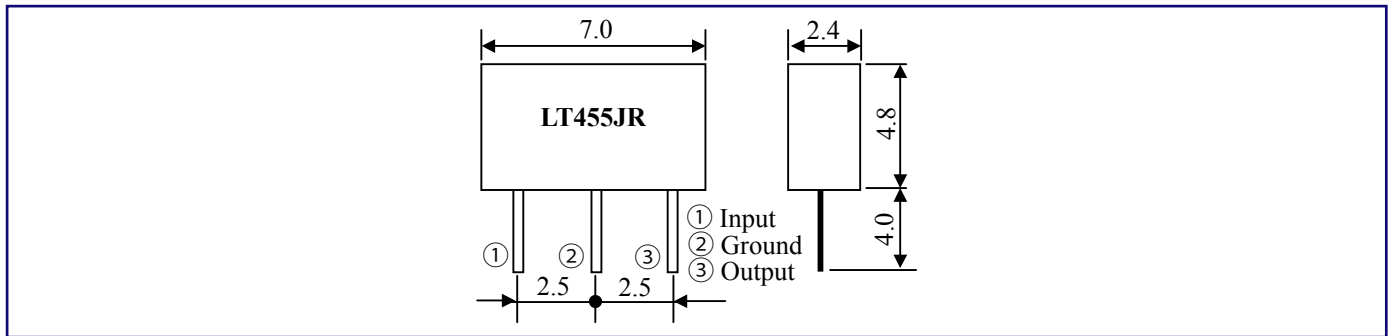 7.0
2.4
LT455JR
4.8
4.0
① Input
② Ground
③ Output
①
②
③
2.5
2.5